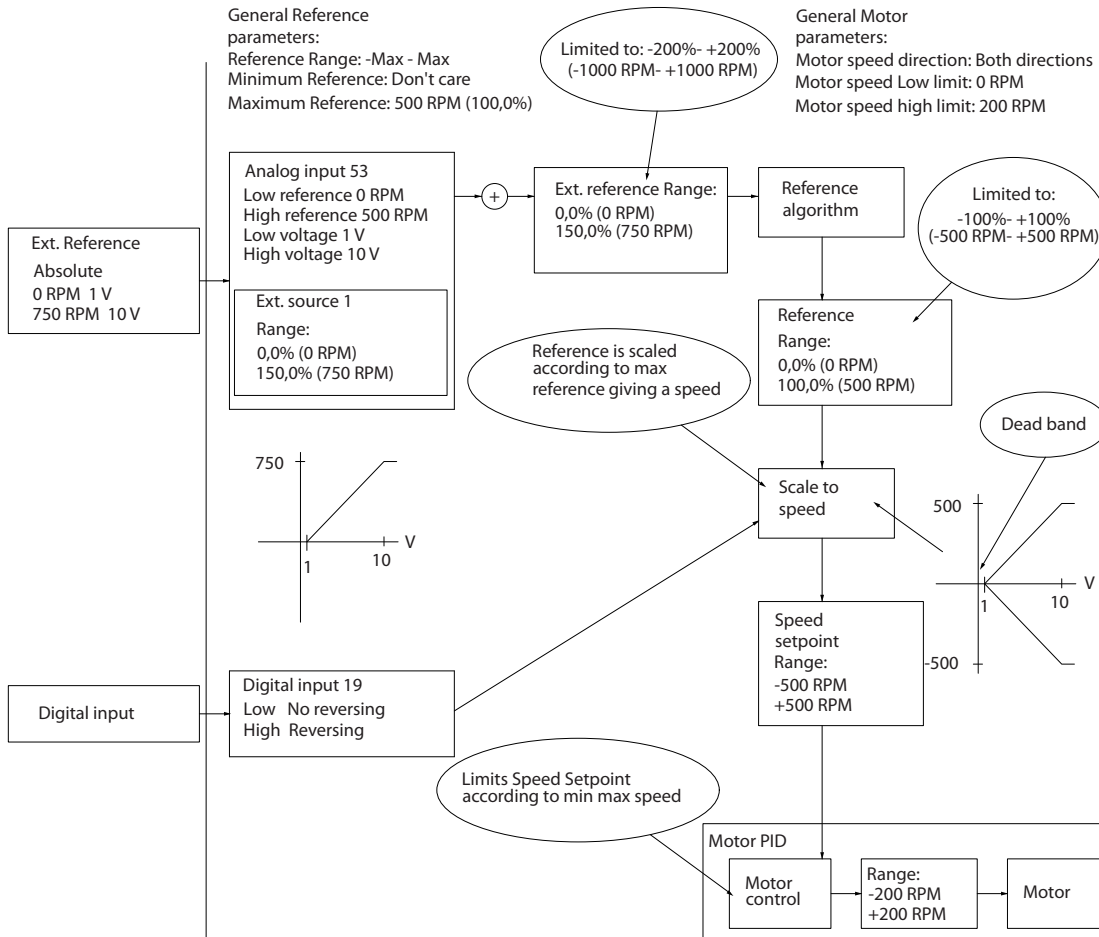 General Reference
parameters:
Reference Range: -Max - Max
Minimum Reference: Don't care
Maximum Reference: 500 RPM (100,0%)
Limited to: -200%- +200%
(-1000 RPM- +1000 RPM)
General Motor
parameters:
Motor speed direction: Both directions
Motor speed Low limit: 0 RPM
Motor speed high limit: 200 RPM
Ext. Reference
Absolute
0 RPM 1 V
750 RPM 10 V
Analog input 53
Low reference 0 RPM
High reference 500 RPM
Low voltage 1 V
High voltage 10 V
Ext. source 1
Range:
0,0% (0 RPM)
150,0% (750 RPM)
+
Ext. reference Range:
0,0% (0 RPM)
150,0% (750 RPM)
Reference
algorithm
Limited to:
-100%- +100%
(-500 RPM- +500 RPM)
Reference
Range:
0,0% (0 RPM)
100,0% (500 RPM)
Reference is scaled
according to max
reference giving a speed
Dead band
750
1
10
V
Scale to
speed
500
V
1
10
-500
Speed
setpoint
Range:
-500 RPM
+500 RPM
Digital input
Digital input 19
Low No reversing
High Reversing
Limits Speed Setpoint
according to min max speed
Motor PID
Motor
control
Range:
-200 RPM
+200 RPM
Motor